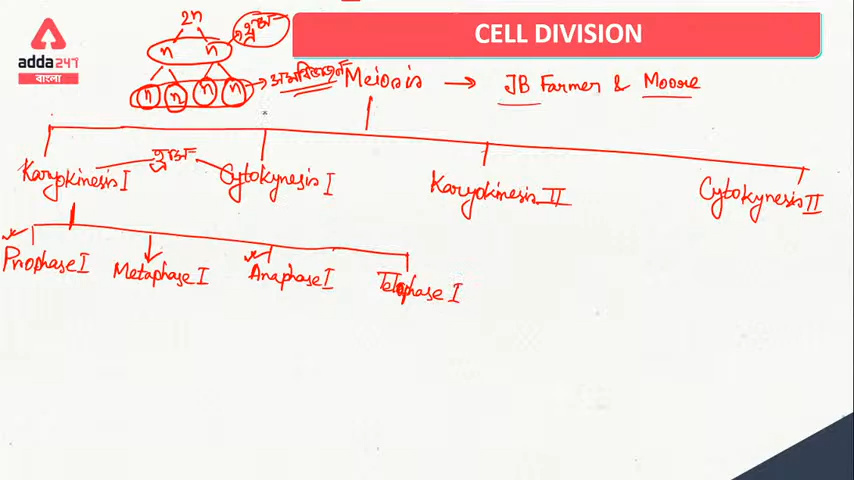 CELL DIVISION
adda247
বাংলা
2n
n n
n n n n
Meiosis → JB Farmer & Moore
Karyokinesis I Cytokynesis I Karyokinesis II Cytokynesis II
Prophase I Metaphase I Anaphase I Telophase I